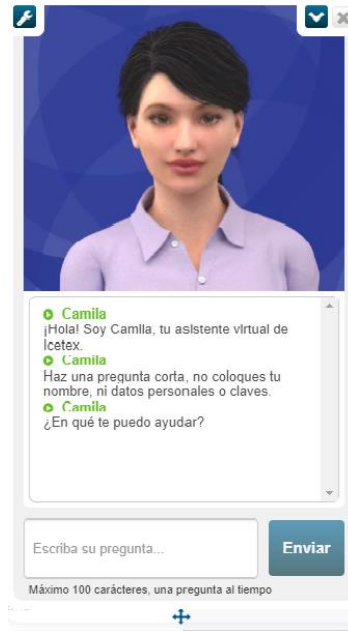 Camila
¡Hola! Soy Camila, tu asistente virtual de
Icetex.
Camila
Haz una pregunta corta, no coloques tu
nombre, ni datos personales o claves.
Camila
¿En qué te puedo ayudar?
Escriba su pregunta...
Enviar
Máximo 100 carácteres, una pregunta al tiempo